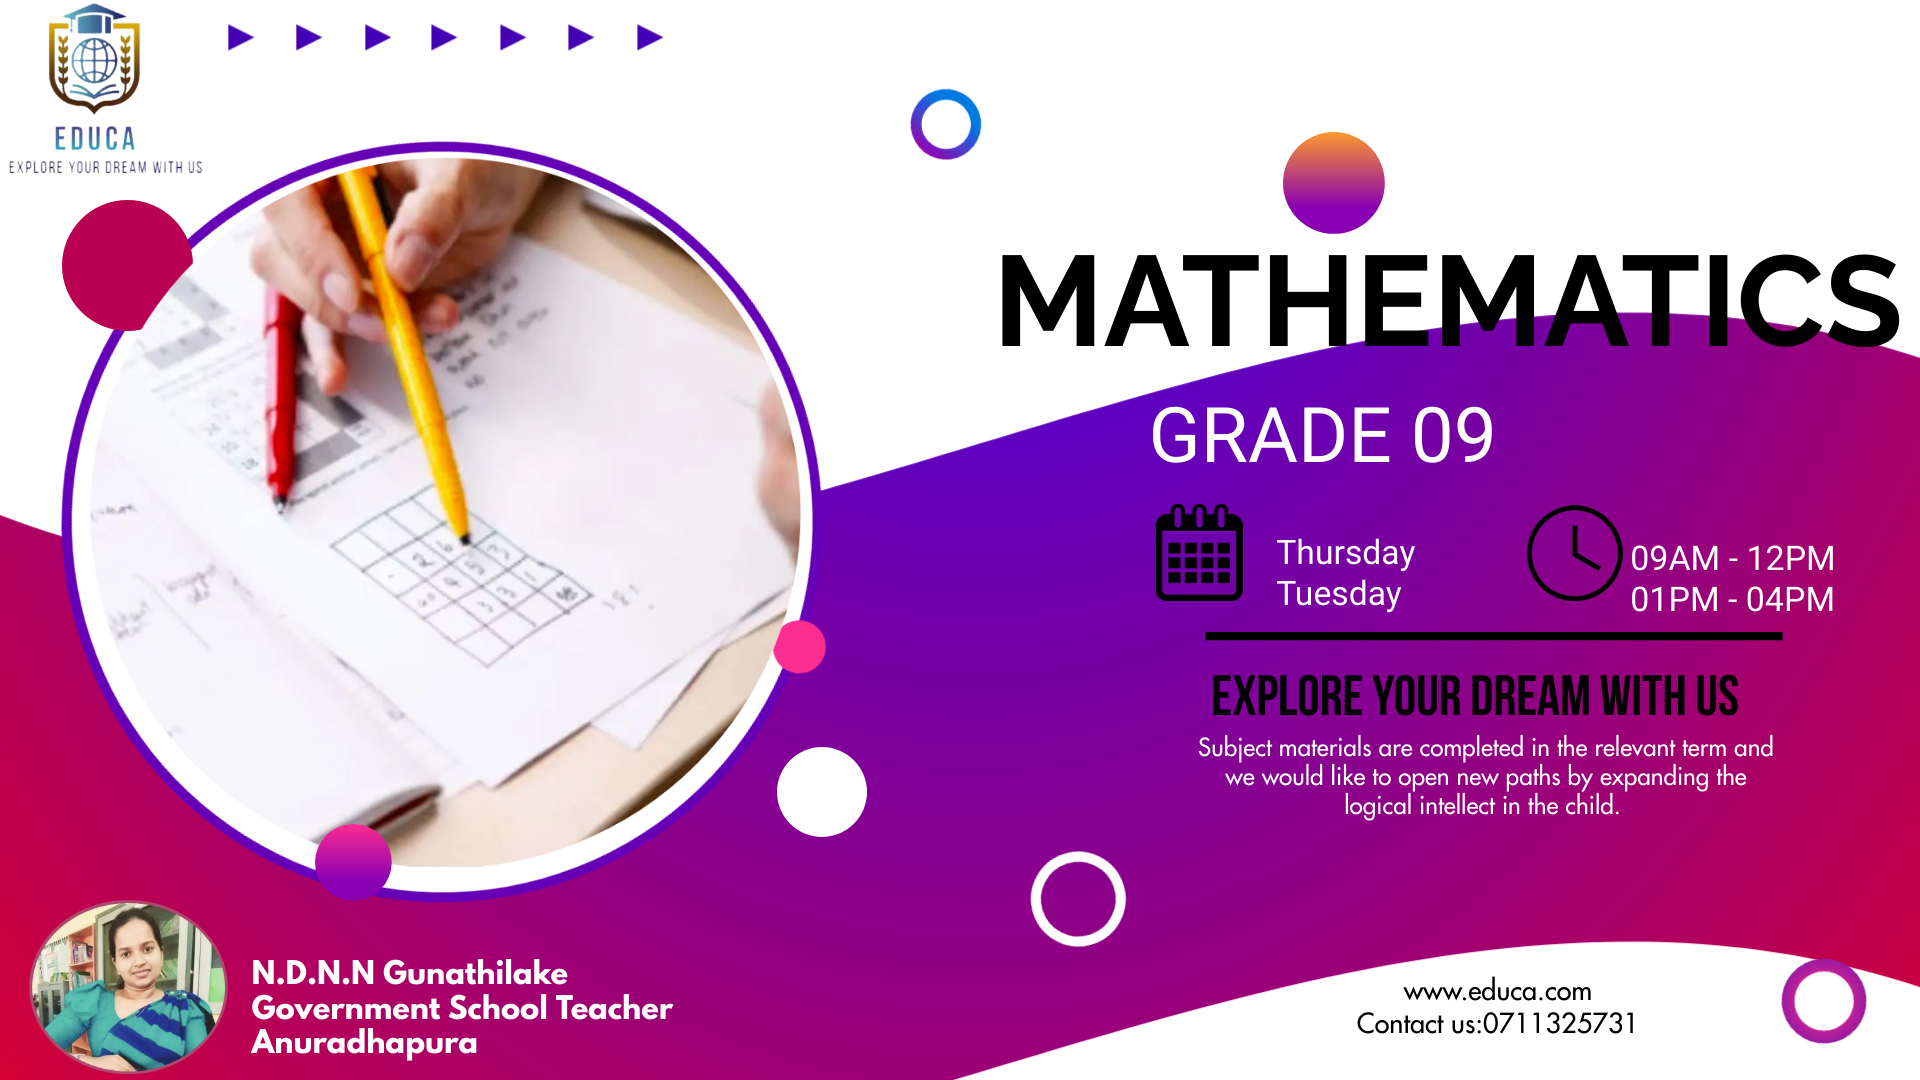 EDUCA
EXPLORE YOUR DREAM WITH US
MATHEMATICS
GRADE 09
Thursday
Tuesday
09AM - 12PM
01PM - 04PM
EXPLORE YOUR DREAM WITH US
Subject materials are completed in the relevant term and
we would like to open new paths by expanding the
logical intellect in the child.
N.D.N.N Gunathilake
Government School Teacher
Anuradhapura
www.educa.com
Contact us:0711325731